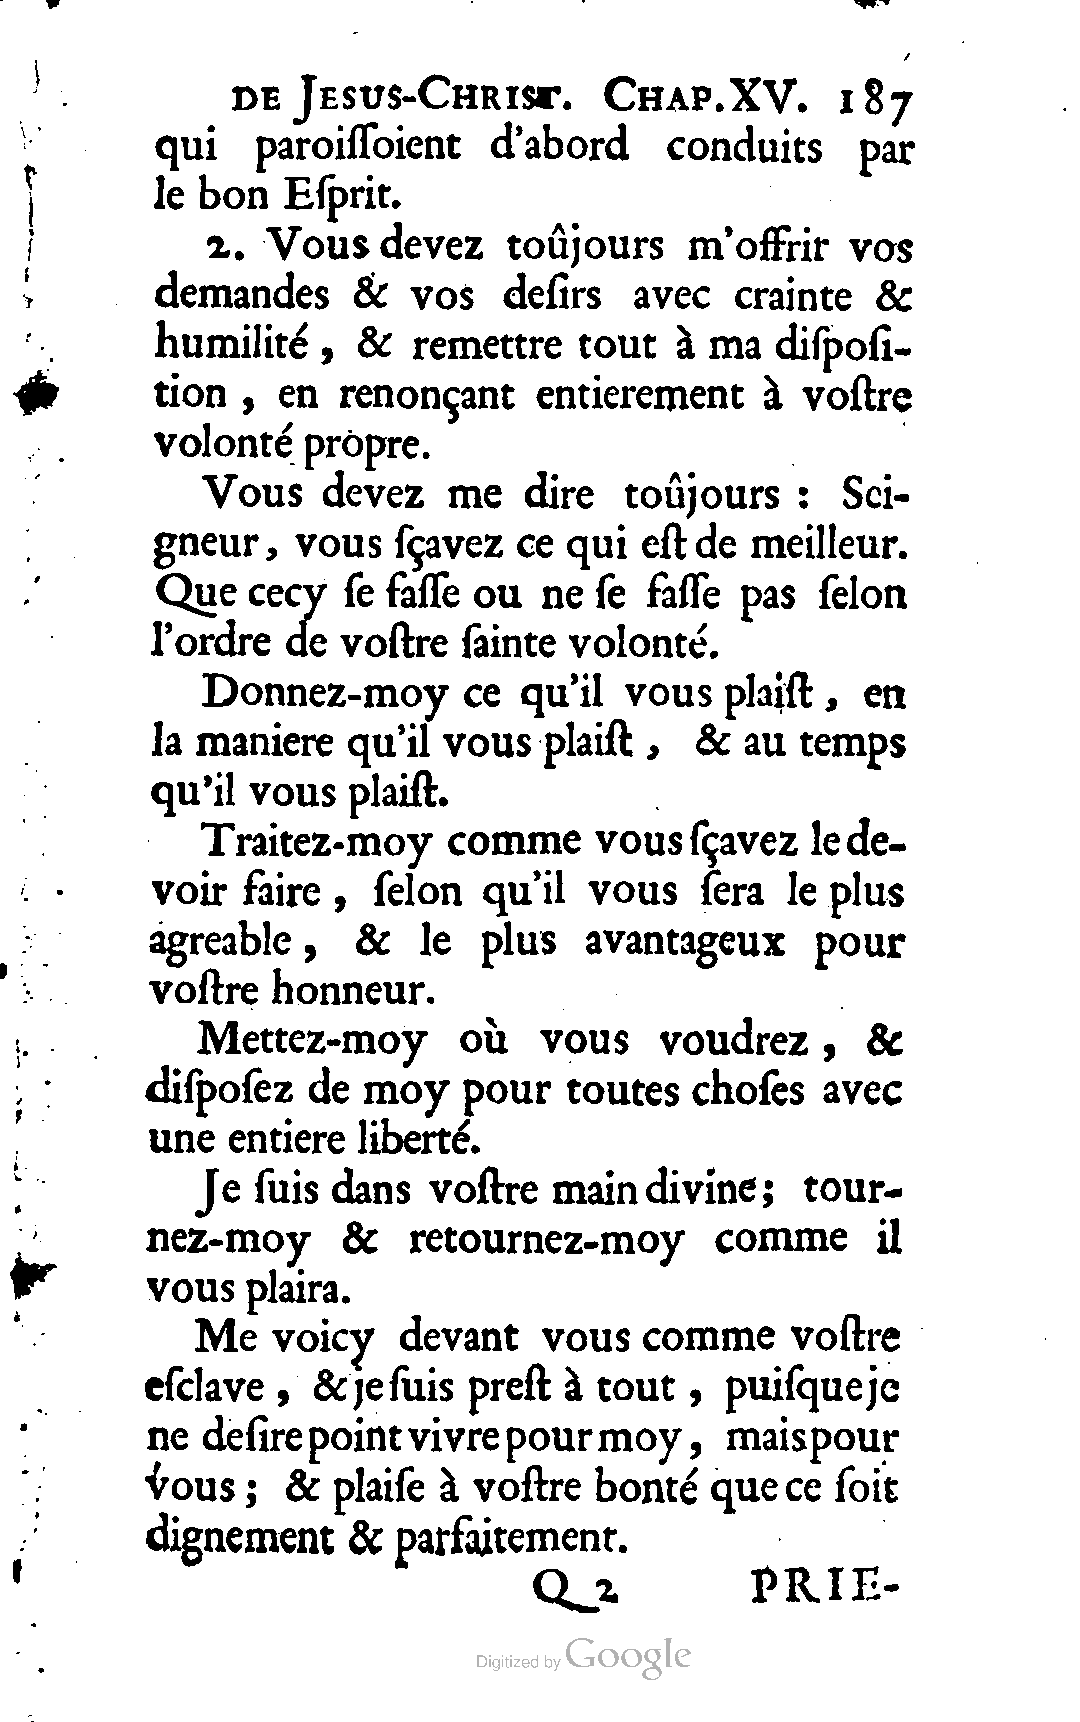 DE JESUS-CHRIST. CHAP.XV. 187
qui paroiſſoient d'abord conduits par
le bon Eſprit.
2. Vous devez toûjours m'offrir vos
demandes & vos deſirs avec crainte &
humilité, & remettre tout à ma diſpoſi-
tion, en renonçant entierement à voſtre
volonté propre.
Vous devez me dire toûjours : Sei-
gneur, vous ſçavez ce qui eſt de meilleur.
Que cecy ſe faſſe ou ne ſe faſſe pas ſelon
l'ordre de voſtre ſainte volonté.
Donnez-moy ce qu'il vous plaiſt, en
la maniere qu'il vous plaiſt, & au temps
qu'il vous plaiſt.
Traitez-moy comme vous ſçavez le de-
voir faire, ſelon qu'il vous ſera le plus
agreable, & le plus avantageux pour
voſtre honneur.
Mettez-moy où vous voudrez, &
diſpoſez de moy pour toutes choſes avec
une entiere liberté.
Je ſuis dans voſtre main divine; tour-
nez-moy & retournez-moy comme il
vous plaira.
Me voicy devant vous comme voſtre
eſclave, & je ſuis preſt à tout, puiſque je
ne deſire point vivre pour moy, mais pour
vous; & plaiſe à voſtre bonté que ce ſoit
dignement & parfaitement.
Q 2 PRIE-
Digitized by Google